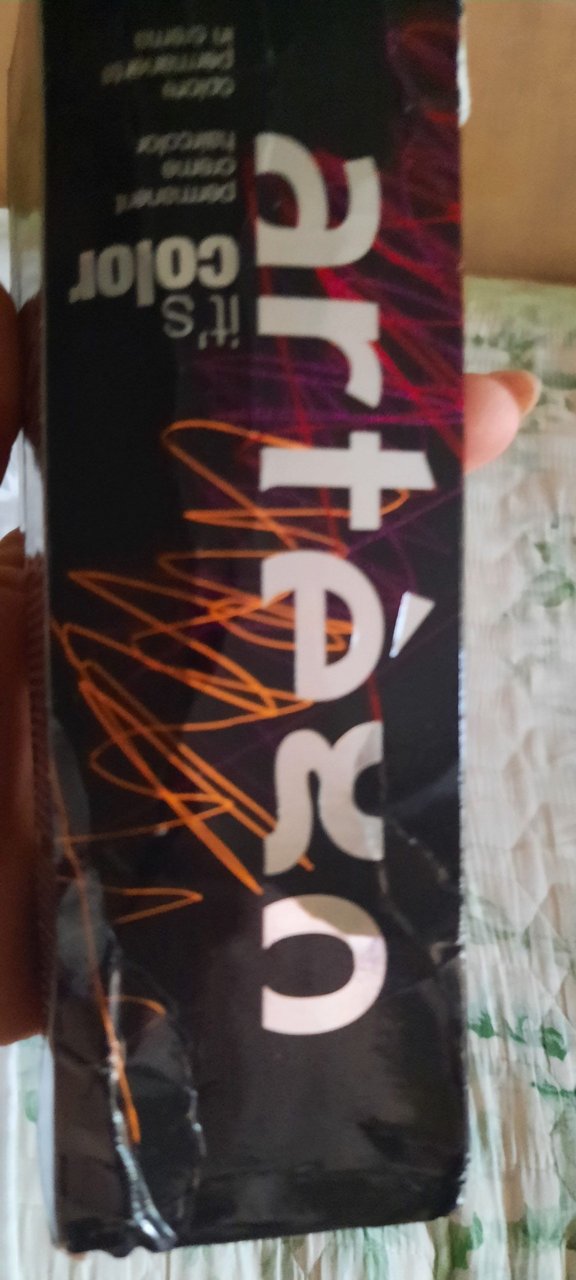 artègo
it's
color
permanent
creme
haircolor
colore
permanente
in crema